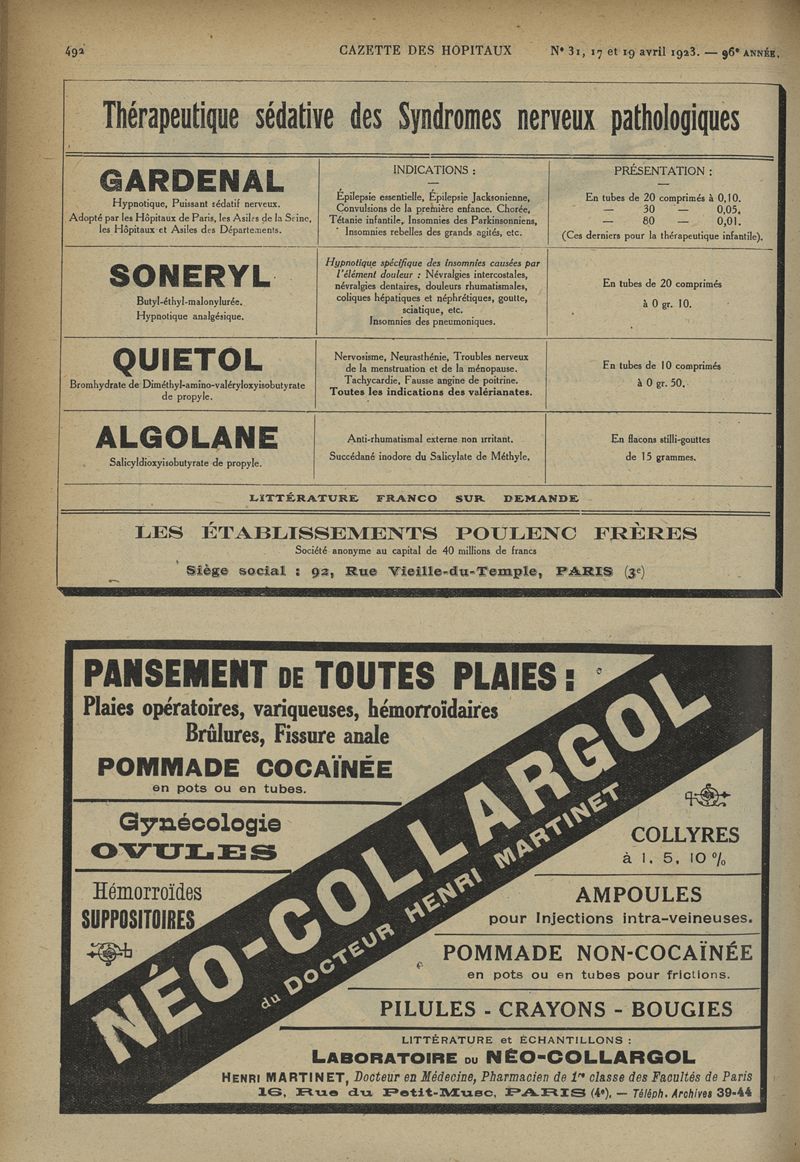 492 CAZETTE DES HOPITAUX N° 31, 17 et 19 avril 1923. — 96e ANNÉE.
Thérapeutique sédative des Syndromes nerveux pathologiques
GARDENAL
Hypnotique, Puissant sédatif nerveux.
Adopté par les Hôpitaux de Paris, les Asiles de la Seine,
les Hôpitaux et Asiles des Départements.
INDICATIONS :
Épilepsie essentielle, Épilepsie Jacksonienne,
Convulsions de la première enfance. Chorée,
Tétanie infantile, Insomnies des Parkinsonniens,
Insomnies rebelles des grands agités, etc.
PRÉSENTATION :
En tubes de 20 comprimés à 0,10.
— 30 — 0,05.
— 80 — 0,01.
(Ces derniers pour la thérapeutique infantile).
SONERYL
Butyl-éthyl-malonylurée.
Hypnotique analgésique.
Hypnotique spécifique des insomnies causées par
l'élément douleur : Névralgies intercostales,
névralgies dentaires, douleurs rhumatismales,
coliques hépatiques et néphrétiques, goutte,
sciatique, etc.
Insomnies des pneumoniques.
En tubes de 20 comprimés
à 0 gr. 10.
QUIETOL
Bromhydrate de Diméthyl-amino-valéryloxyisobutyrate
de propyle.
Nervosisme, Neurasthénie, Troubles nerveux
de la menstruation et de la ménopause.
Tachycardie, Fausse angine de poitrine.
Toutes les indications des valérianates.
En tubes de 10 comprimés
à 0 gr. 50.
ALGOLANE
Salicyldioxyisobutyrate de propyle.
Anti-rhumatismal externe non irritant.
Succédané inodore du Salicylate de Méthyle.
En flacons stilli-gouttes
de 15 grammes.
LITTÉRATURE FRANCO SUR DEMANDE
LES ÉTABLISSEMENTS POULENC FRÈRES
Société anonyme au capital de 40 millions de francs
Siège social : 92, Rue Vieille-du-Temple, PARIS (3e)
PANSEMENT DE TOUTES PLAIES :
Plaies opératoires, variqueuses, hémorroïdaires
Brûlures, Fissure anale
POMMADE COCAÏNÉE
en pots ou en tubes.
Gynécologie
OVULES
Hémorroïdes
SUPPOSITOIRES
NÉO-COLLARGOL
du DOCTEUR HENRI MARTINET
COLLYRES
à 1, 5, 10 %
AMPOULES
pour Injections intra-veineuses.
POMMADE NON-COCAÏNÉE
en pots ou en tubes pour frictions.
PILULES - CRAYONS - BOUGIES
LITTÉRATURE et ÉCHANTILLONS :
LABORATOIRE DU NÉO-COLLARGOL
HENRI MARTINET, Docteur en Médecine, Pharmacien de 1re classe des Facultés de Paris
16, Rue du Petit-Musc, PARIS (4e), — Téléph. Archives 39-44